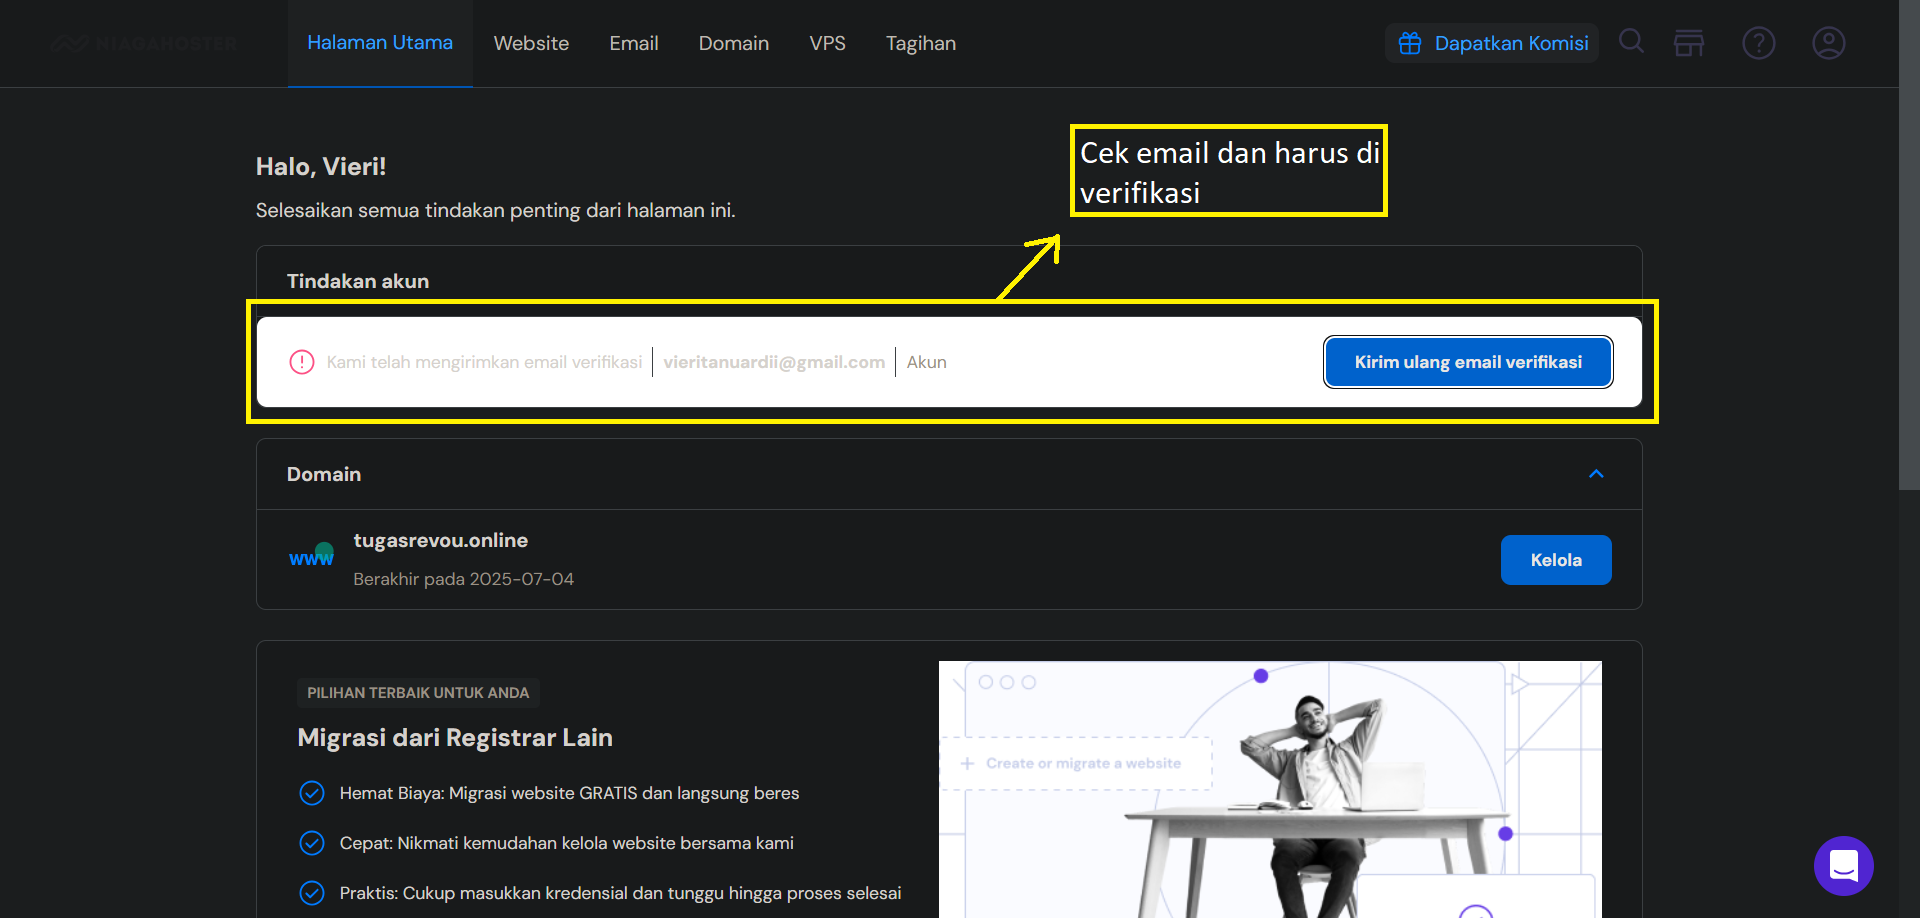 NIAGAHOSTER
Halaman Utama
Website
Email
Domain
VPS
Tagihan
Dapatkan Komisi
Cek email dan harus di
verifikasi
Halo, Vieri!
Selesaikan semua tindakan penting dari halaman ini.
Tindakan akun
Kami telah mengirimkan email verifikasi
vieritanuardii@gmail.com
Akun
Kirim ulang email verifikasi
Domain
www
tugasrevou.online
Berakhir pada 2025-07-04
Kelola
PILIHAN TERBAIK UNTUK ANDA
Migrasi dari Registrar Lain
Hemat Biaya: Migrasi website GRATIS dan langsung beres
Cepat: Nikmati kemudahan kelola website bersama kami
Praktis: Cukup masukkan kredensial dan tunggu hingga proses selesai
+ Create or migrate a website